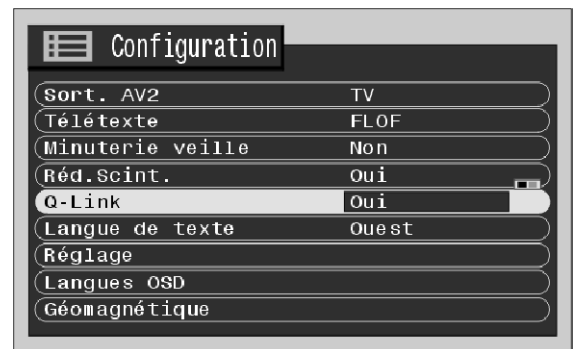 Configuration
Sort. AV2 TV
Télétexte FLOF
Minuterie veille Non
Réd.Scint. Oui
Q-Link Oui
Langue de texte Ouest
Réglage
Langues OSD
Géomagnétique